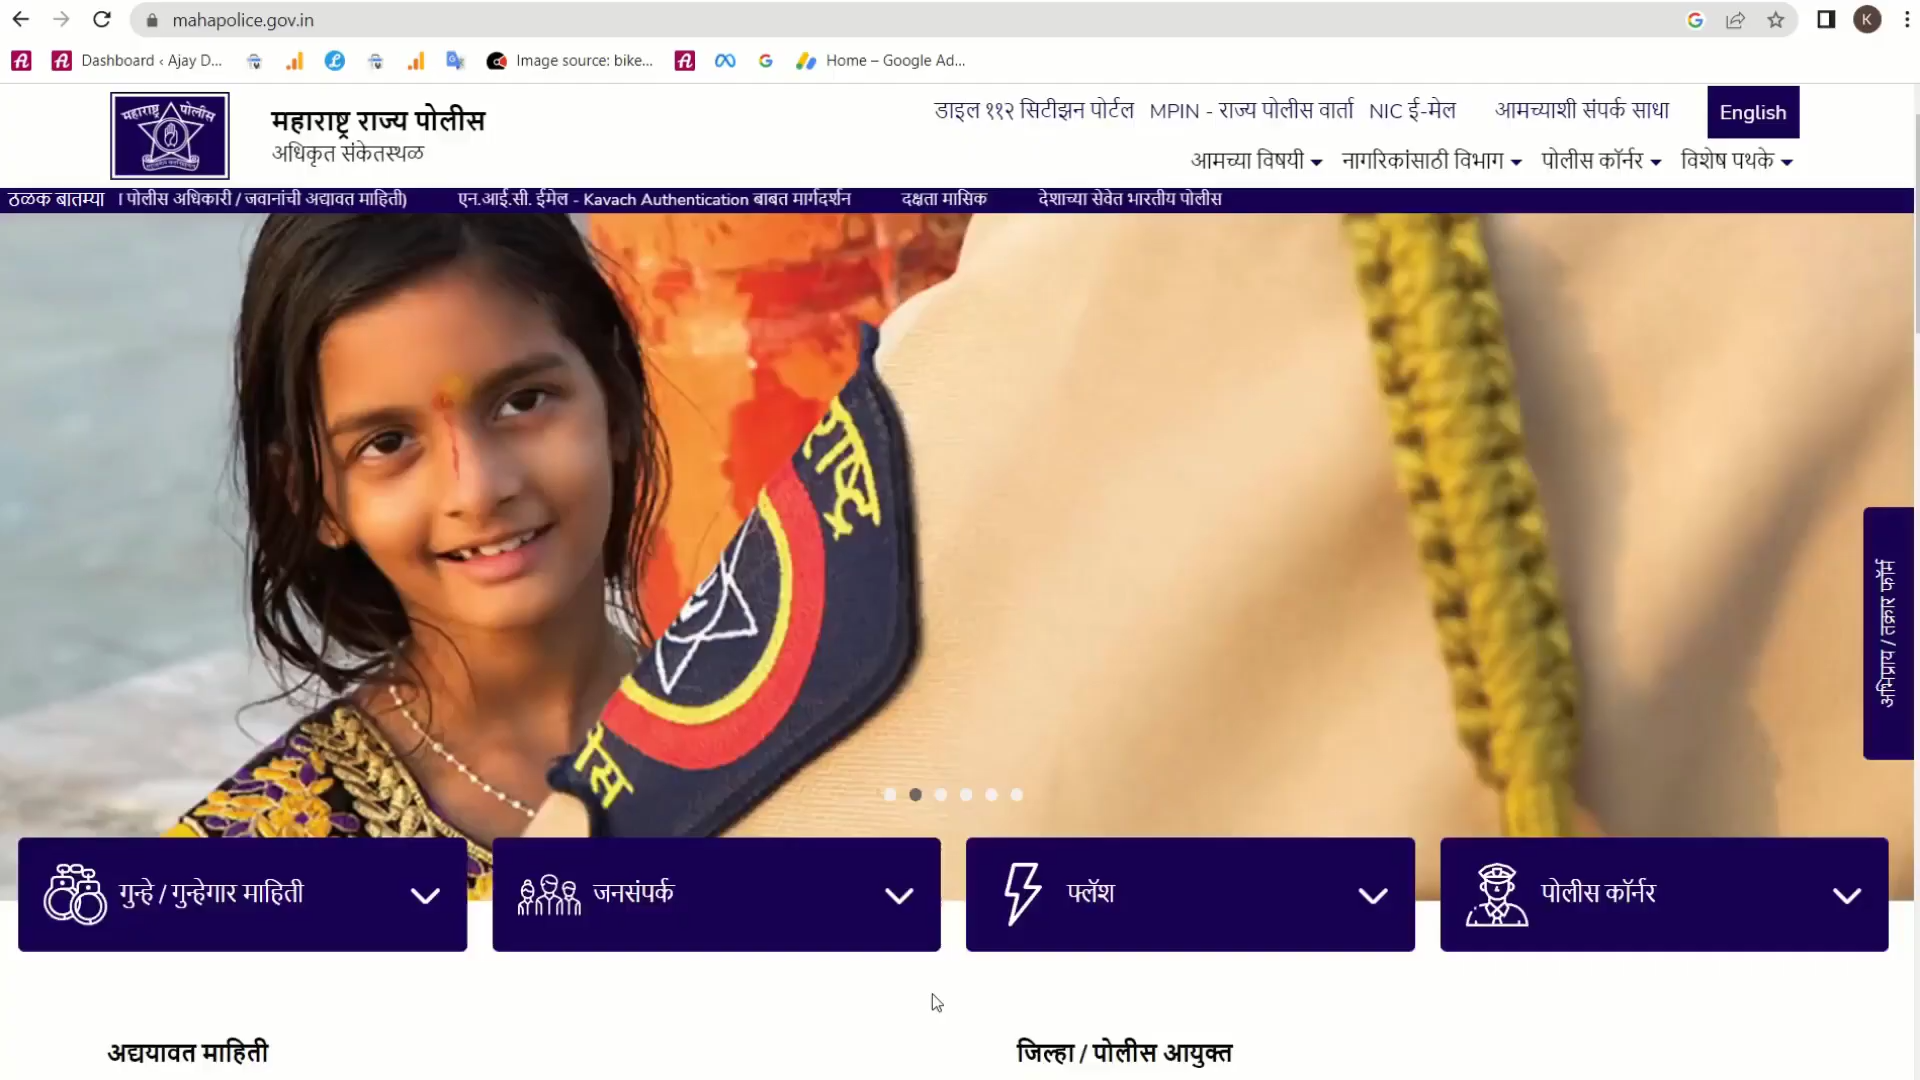 mahapolice.gov.in
K
Dashboard ‹ Ajay D...
Image source: bike...
Home – Google Ad...
महाराष्ट्र पोलीस
महाराष्ट्र राज्य पोलीस
अधिकृत संकेतस्थळ
डाइल ११२ सिटीझन पोर्टल MPIN - राज्य पोलीस वार्ता NIC ई-मेल आमच्याशी संपर्क साधा English
आमच्या विषयी नागरिकांसाठी विभाग पोलीस कॉर्नर विशेष पथके
ठळक बातम्या पोलीस अधिकारी / जवानांची अद्यावत माहिती) एन.आई.सी. ईमेल - Kavach Authentication बाबत मार्गदर्शन दक्षता मासिक देशाच्या सेवेत भारतीय पोलीस
अभिप्राय / तक्रार फॉर्म
गुन्हे / गुन्हेगार माहिती
जनसंपर्क
फ्लॅश
पोलीस कॉर्नर
अद्ययावत माहिती
जिल्हा / पोलीस आयुक्त